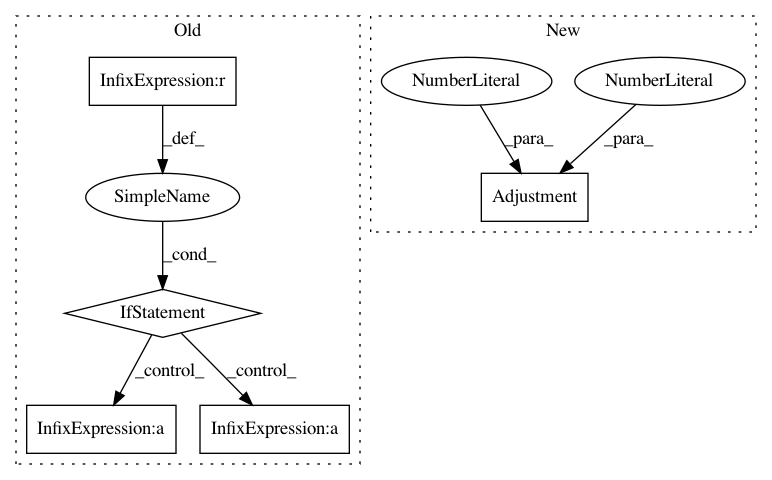 Old
New
InfixExpression:r
NumberLiteral
NumberLiteral
_def_
_para_
_para_
SimpleName
Adjustment
_cond_
IfStatement
_control_
_control_
InfixExpression:a
InfixExpression:a